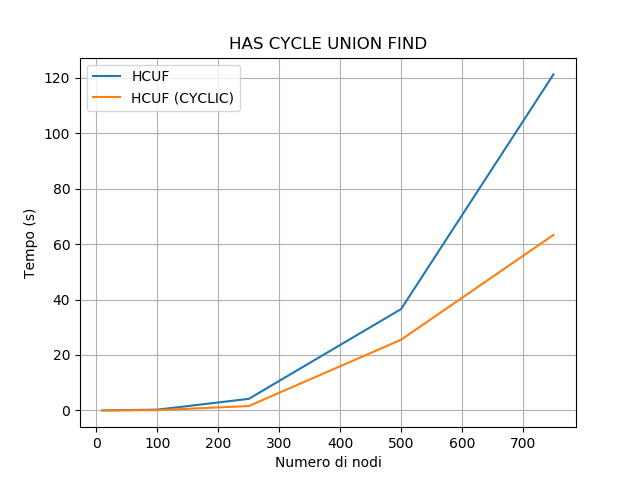 HAS CYCLE UNION FIND
HCUF
HCUF (CYCLIC)
120
100
80
60
40
20
0
Tempo (s)
0 100 200 300 400 500 600 700
Numero di nodi